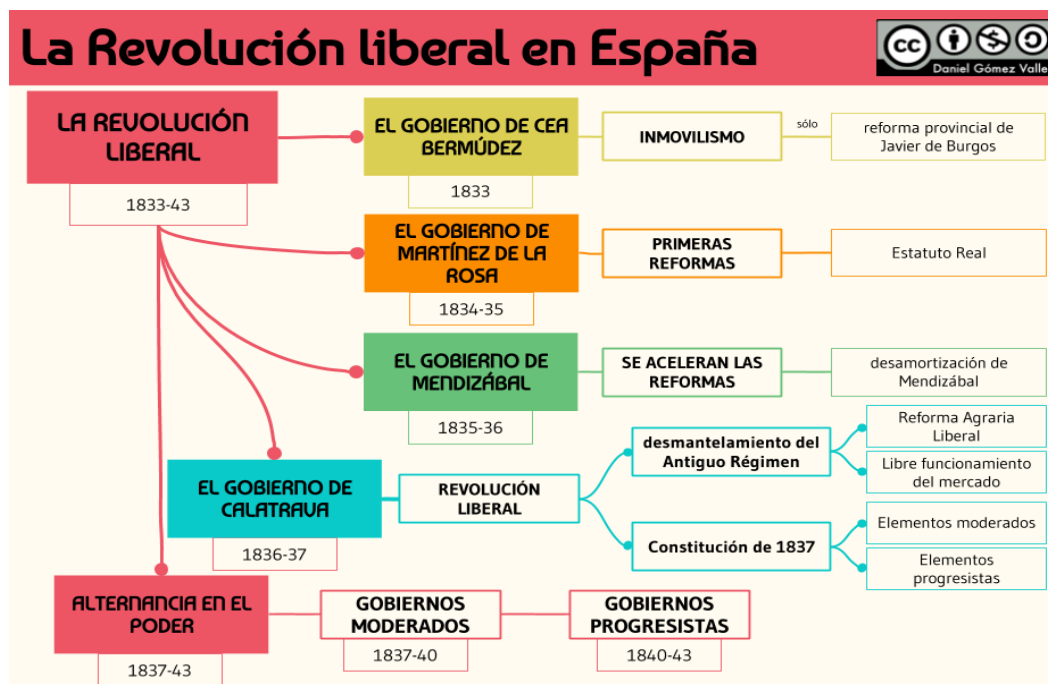 La Revolución liberal en España
cc
Daniel Gómez Valle
LA REVOLUCIÓN
LIBERAL
1833-43
EL GOBIERNO DE CEA
BERMÚDEZ
1833
INMOVILISMO
sólo
reforma provincial de
Javier de Burgos
EL GOBIERNO DE
MARTÍNEZ DE LA
ROSA
1834-35
PRIMERAS
REFORMAS
Estatuto Real
EL GOBIERNO DE
MENDIZÁBAL
1835-36
SE ACELERAN LAS
REFORMAS
desamortización de
Mendizábal
EL GOBIERNO DE
CALATRAVA
1836-37
REVOLUCIÓN
LIBERAL
desmantelamiento del
Antiguo Régimen
Reforma Agraria
Liberal
Libre funcionamiento
del mercado
Constitución de 1837
Elementos moderados
Elementos
progresistas
ALTERNANCIA EN EL
PODER
1837-43
GOBIERNOS
MODERADOS
1837-40
GOBIERNOS
PROGRESISTAS
1840-43